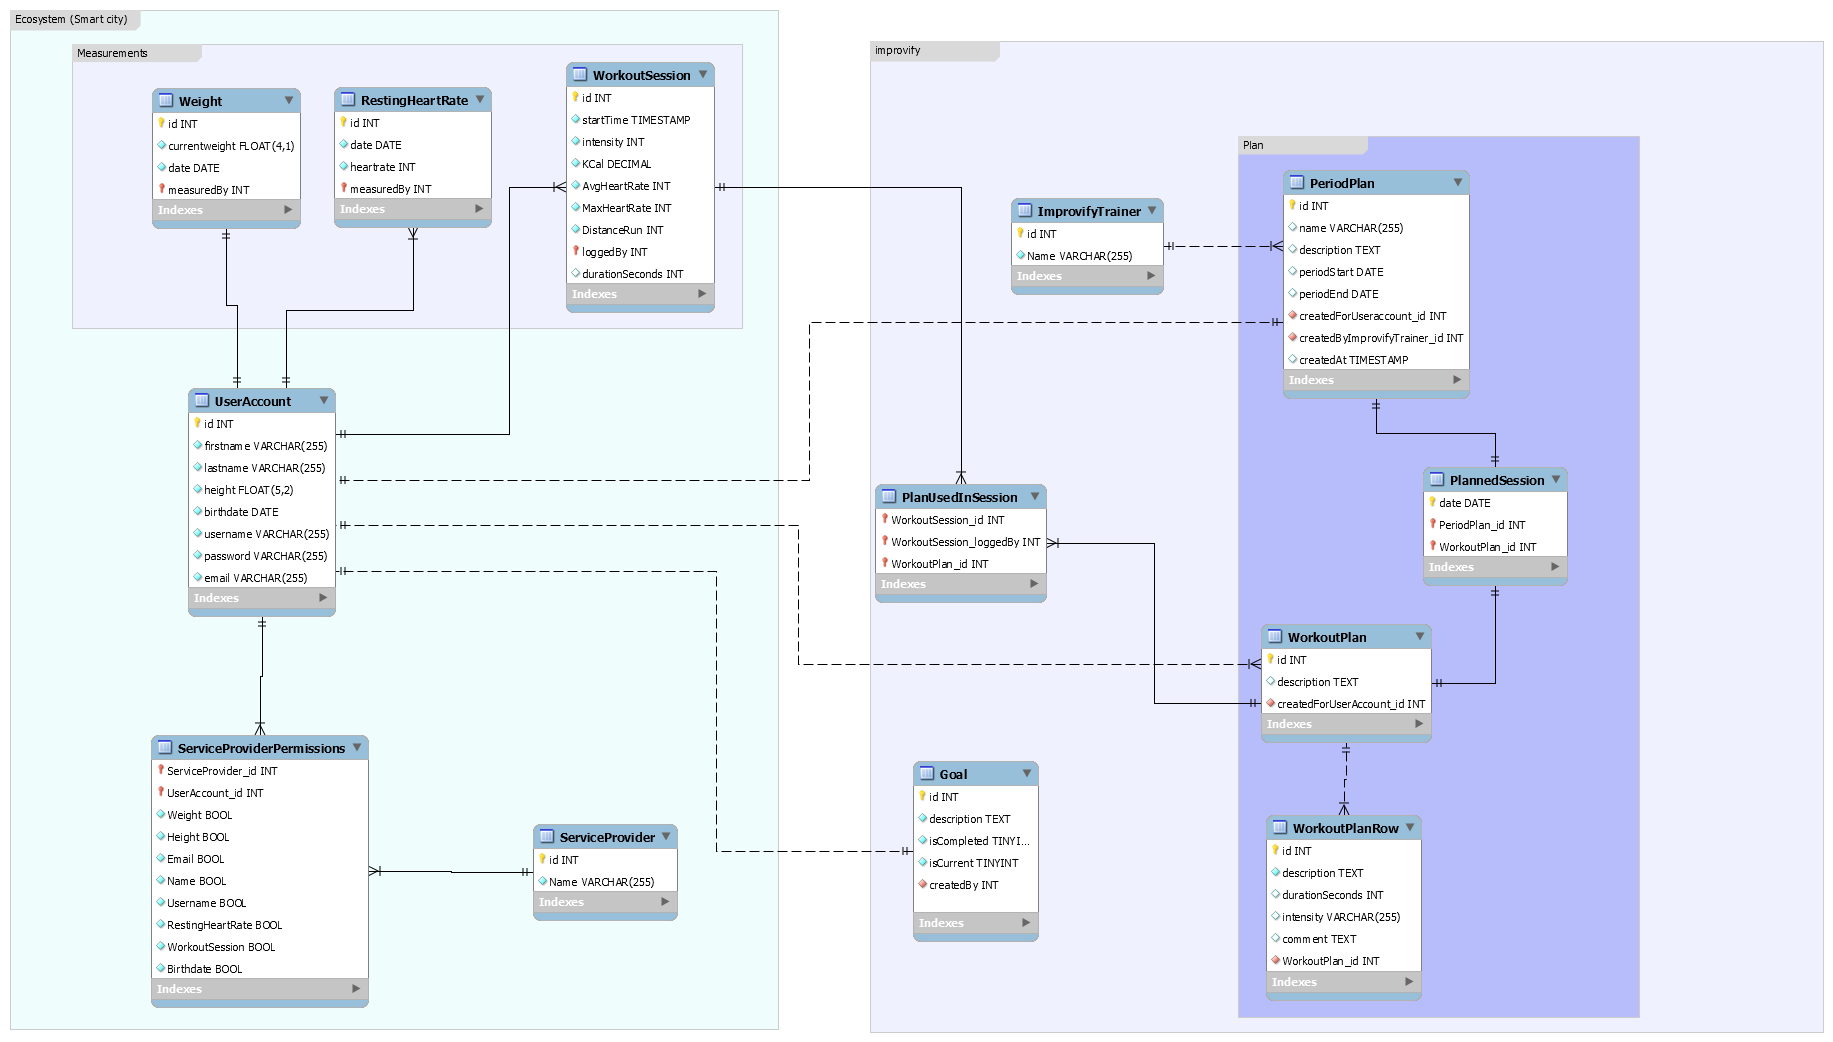 Ecosystem (Smart city)
Measurements
Weight
id INT
currentweight FLOAT(4,1)
date DATE
measuredBy INT
Indexes
RestingHeartRate
id INT
date DATE
heartrate INT
measuredBy INT
Indexes
WorkoutSession
id INT
startTime TIMESTAMP
intensity INT
KCal DECIMAL
AvgHeartRate INT
MaxHeartRate INT
DistanceRun INT
loggedBy INT
durationSeconds INT
Indexes
UserAccount
id INT
firstname VARCHAR(255)
lastname VARCHAR(255)
height FLOAT(5,2)
birthdate DATE
username VARCHAR(255)
password VARCHAR(255)
email VARCHAR(255)
Indexes
ServiceProviderPermissions
ServiceProvider_id INT
UserAccount_id INT
Weight BOOL
Height BOOL
Email BOOL
Name BOOL
Username BOOL
RestingHeartRate BOOL
WorkoutSession BOOL
Birthdate BOOL
Indexes
ServiceProvider
id INT
Name VARCHAR(255)
Indexes
improvify
ImprovifyTrainer
id INT
Name VARCHAR(255)
Indexes
PlanUsedInSession
WorkoutSession_id INT
WorkoutSession_loggedBy INT
WorkoutPlan_id INT
Indexes
Goal
id INT
description TEXT
isCompleted TINYI...
isCurrent TINYINT
createdBy INT
Indexes
Plan
PeriodPlan
id INT
name VARCHAR(255)
description TEXT
periodStart DATE
periodEnd DATE
createdForUseraccount_id INT
createdByImprovifyTrainer_id INT
createdAt TIMESTAMP
Indexes
PlannedSession
date DATE
PeriodPlan_id INT
WorkoutPlan_id INT
Indexes
WorkoutPlan
id INT
description TEXT
createdForUserAccount_id INT
Indexes
WorkoutPlanRow
id INT
description TEXT
durationSeconds INT
intensity VARCHAR(255)
comment TEXT
WorkoutPlan_id INT
Indexes